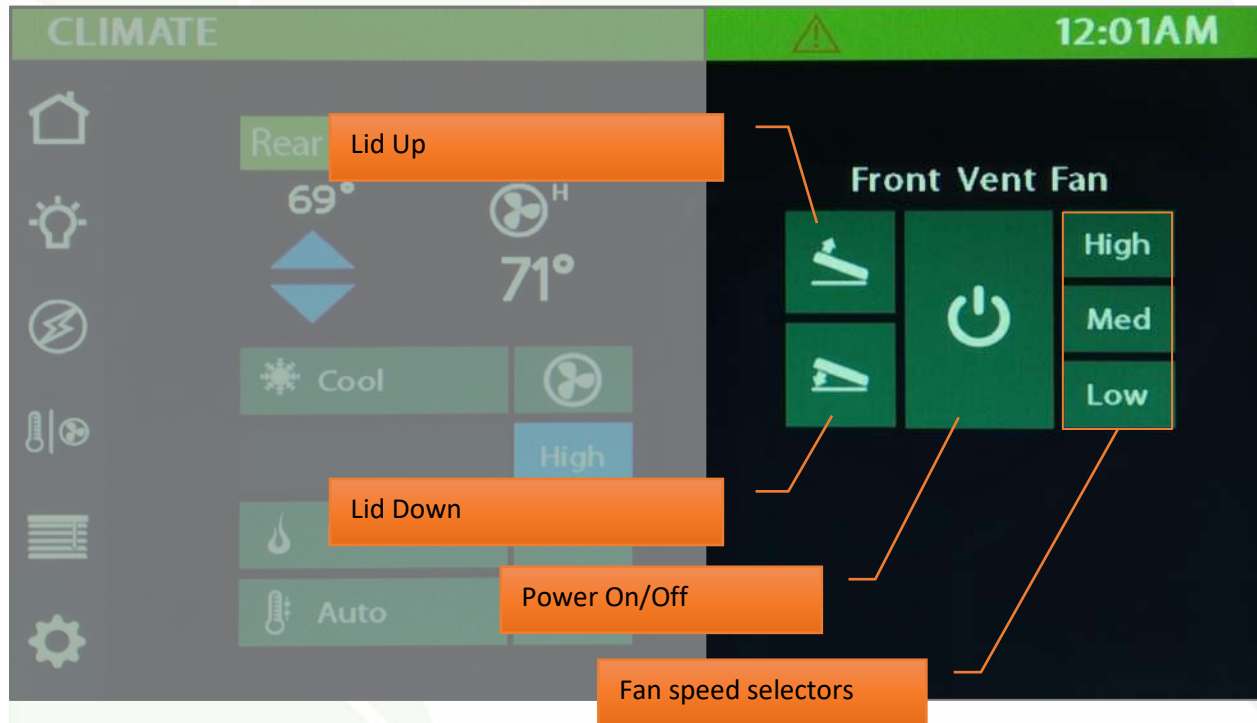 CLIMATE
12:01AM
Rear
69°
H
71°
Cool
High
Auto
Lid Up
Lid Down
Power On/Off
Fan speed selectors
Front Vent Fan
High
Med
Low